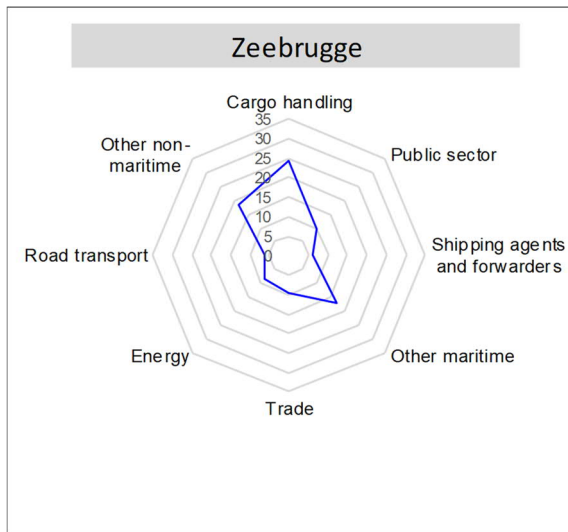 Zeebrugge
Cargo handling
35
30
25
20
15
10
5
0
Public sector
Shipping agents
and forwarders
Other maritime
Trade
Energy
Road transport
Other non-
maritime